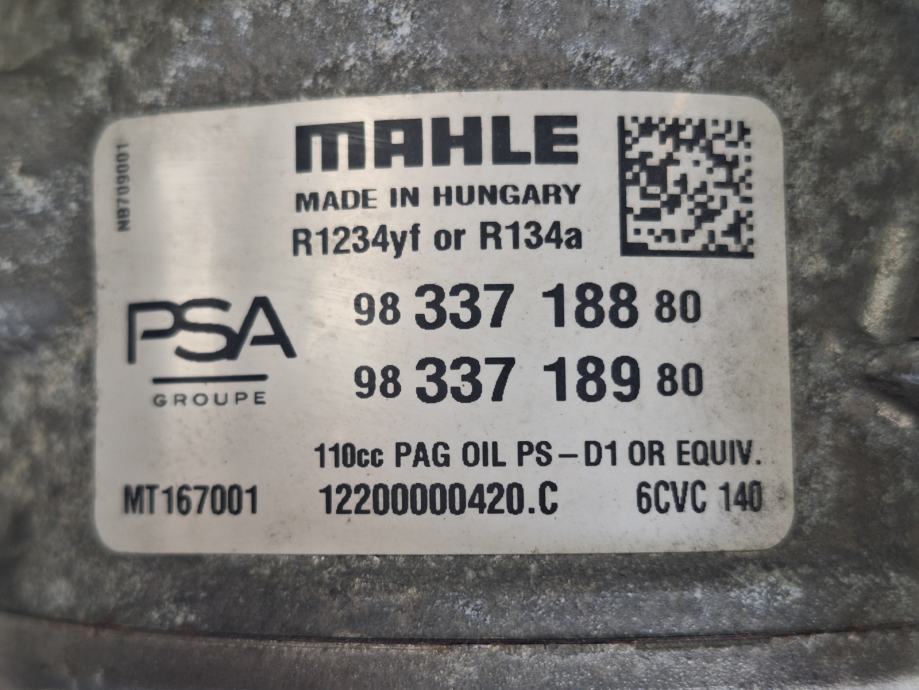 NB709001
MAHLE
MADE IN HUNGARY
R1234yf or R134a
PSA
GROUPE
98 337 188 80
98 337 189 80
110cc PAG OIL PS-D1 OR EQUIV.
MT167001 12200000420.C 6CVC 140